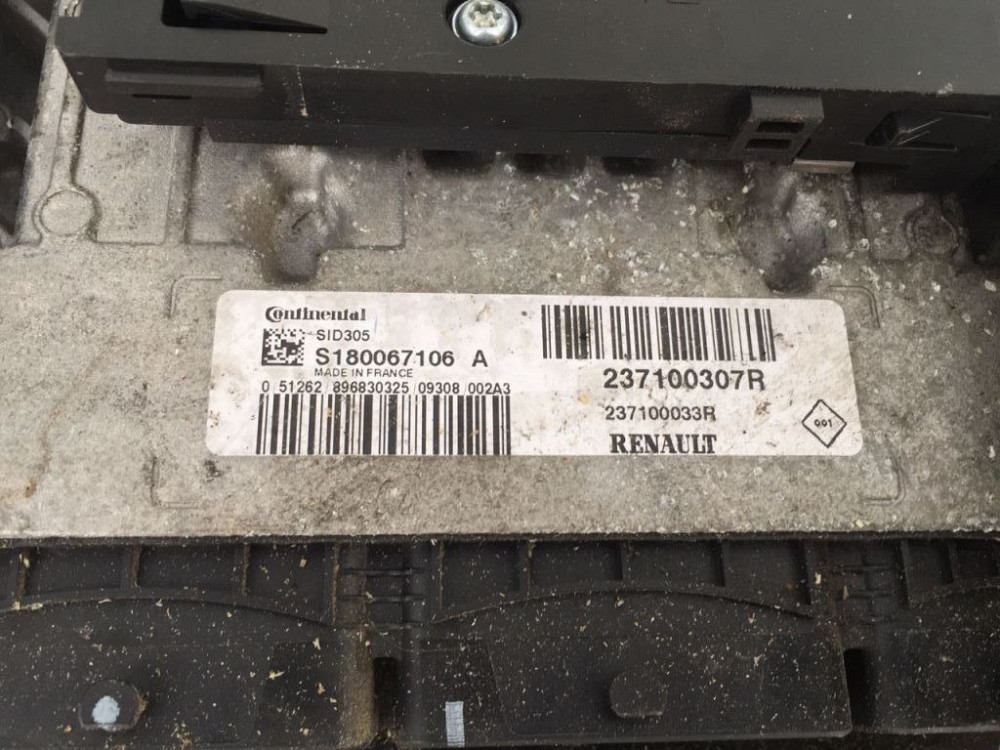 Continental
SID305
S180067106 A
MADE IN FRANCE
0 51262 896830325 09308 002A3
237100307R
237100033R
RENAULT
001